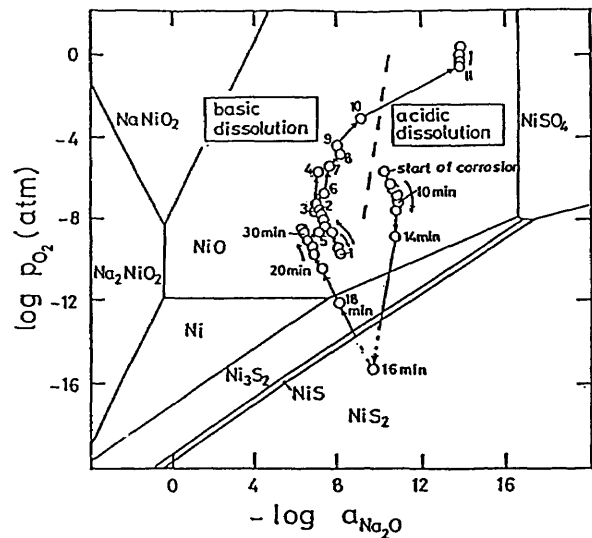 log pO2 (atm)
0
-4
-8
-12
-16
NaNiO2
basic
dissolution
acidic
dissolution
NiSO4
11
10
9
8
4
7
6
3
2
5
1
start of corrosion
10min
14min
30min
20min
18
min
16min
NiO
Na2NiO2
Ni
Ni3S2
NiS
NiS2
0
4
8
12
16
- log aNa2O